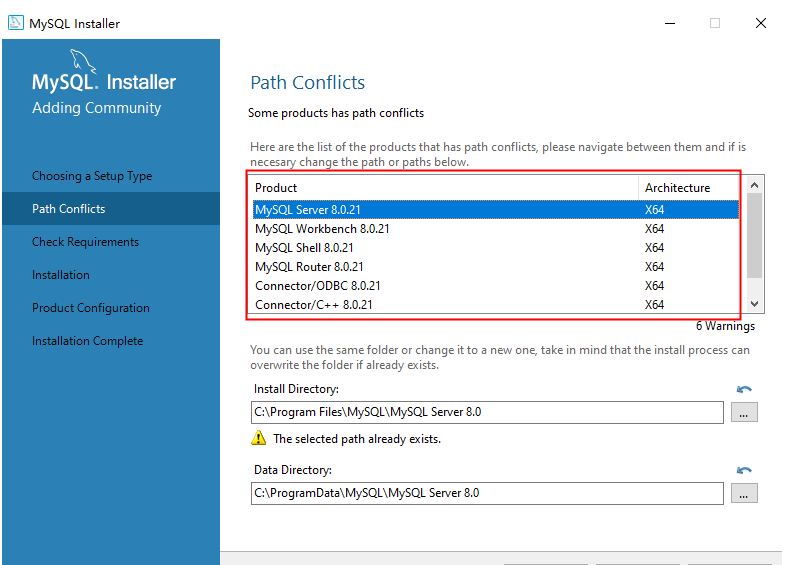 MySQL Installer
MySQL. Installer
Adding Community
Choosing a Setup Type
Path Conflicts
Check Requirements
Installation
Product Configuration
Installation Complete
Path Conflicts
Some products has path conflicts
Here are the list of the products that has path conflicts, please navigate between them and if is
necesary change the path or paths below.
Product Architecture
MySQL Server 8.0.21 X64
MySQL Workbench 8.0.21 X64
MySQL Shell 8.0.21 X64
MySQL Router 8.0.21 X64
Connector/ODBC 8.0.21 X64
Connector/C++ 8.0.21 X64
6 Warnings
You can use the same folder or change it to a new one, take in mind that the install process can
overwrite the folder if already exists.
Install Directory:
C:\Program Files\MySQL\MySQL Server 8.0
...
The selected path already exists.
Data Directory:
C:\ProgramData\MySQL\MySQL Server 8.0
...